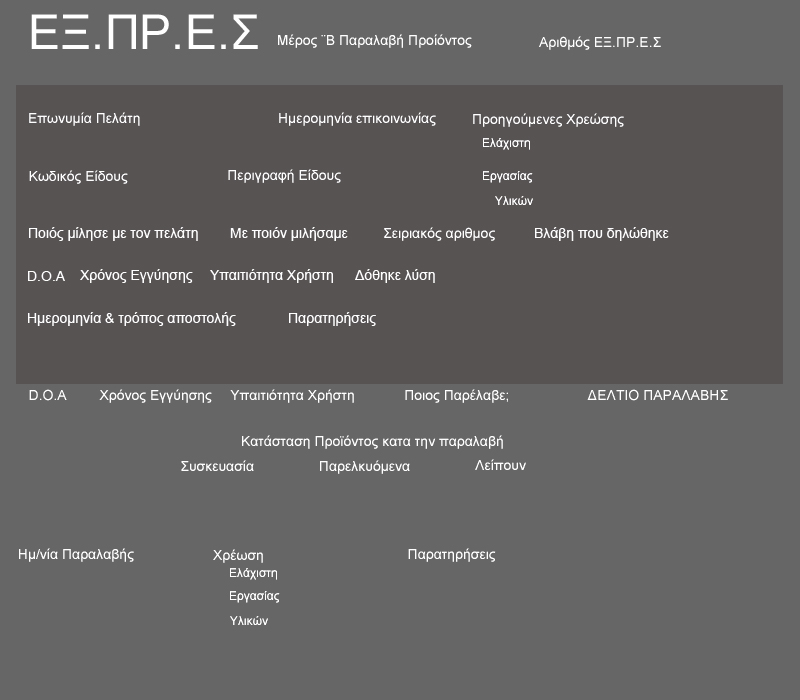 ΕΞ.ΠΡ.Ε.Σ Μέρος ¨Β Παραλαβή Προίόντος Αριθμός ΕΞ.ΠΡ.Ε.Σ
Επωνυμία Πελάτη Ημερομηνία επικοινωνίας Προηγούμενες Χρεώσης
Ελάχιστη
Κωδικός Είδους Περιγραφή Είδους Εργασίας
Υλικών
Ποιός μίλησε με τον πελάτη Με ποιόν μιλήσαμε Σειριακός αριθμος Βλάβη που δηλώθηκε
D.O.A Χρόνος Εγγύησης Υπαιτιότητα Χρήστη Δόθηκε λύση
Ημερομηνία & τρόπος αποστολής Παρατηρήσεις
D.O.A Χρόνος Εγγύησης Υπαιτιότητα Χρήστη Ποιος Παρέλαβε; ΔΕΛΤΙΟ ΠΑΡΑΛΑΒΗΣ
Κατάσταση Προϊόντος κατα την παραλαβή
Συσκευασία Παρελκυόμενα Λείπουν
Ημ/νία Παραλαβής Χρέωση Παρατηρήσεις
Ελάχιστη
Εργασίας
Υλικών